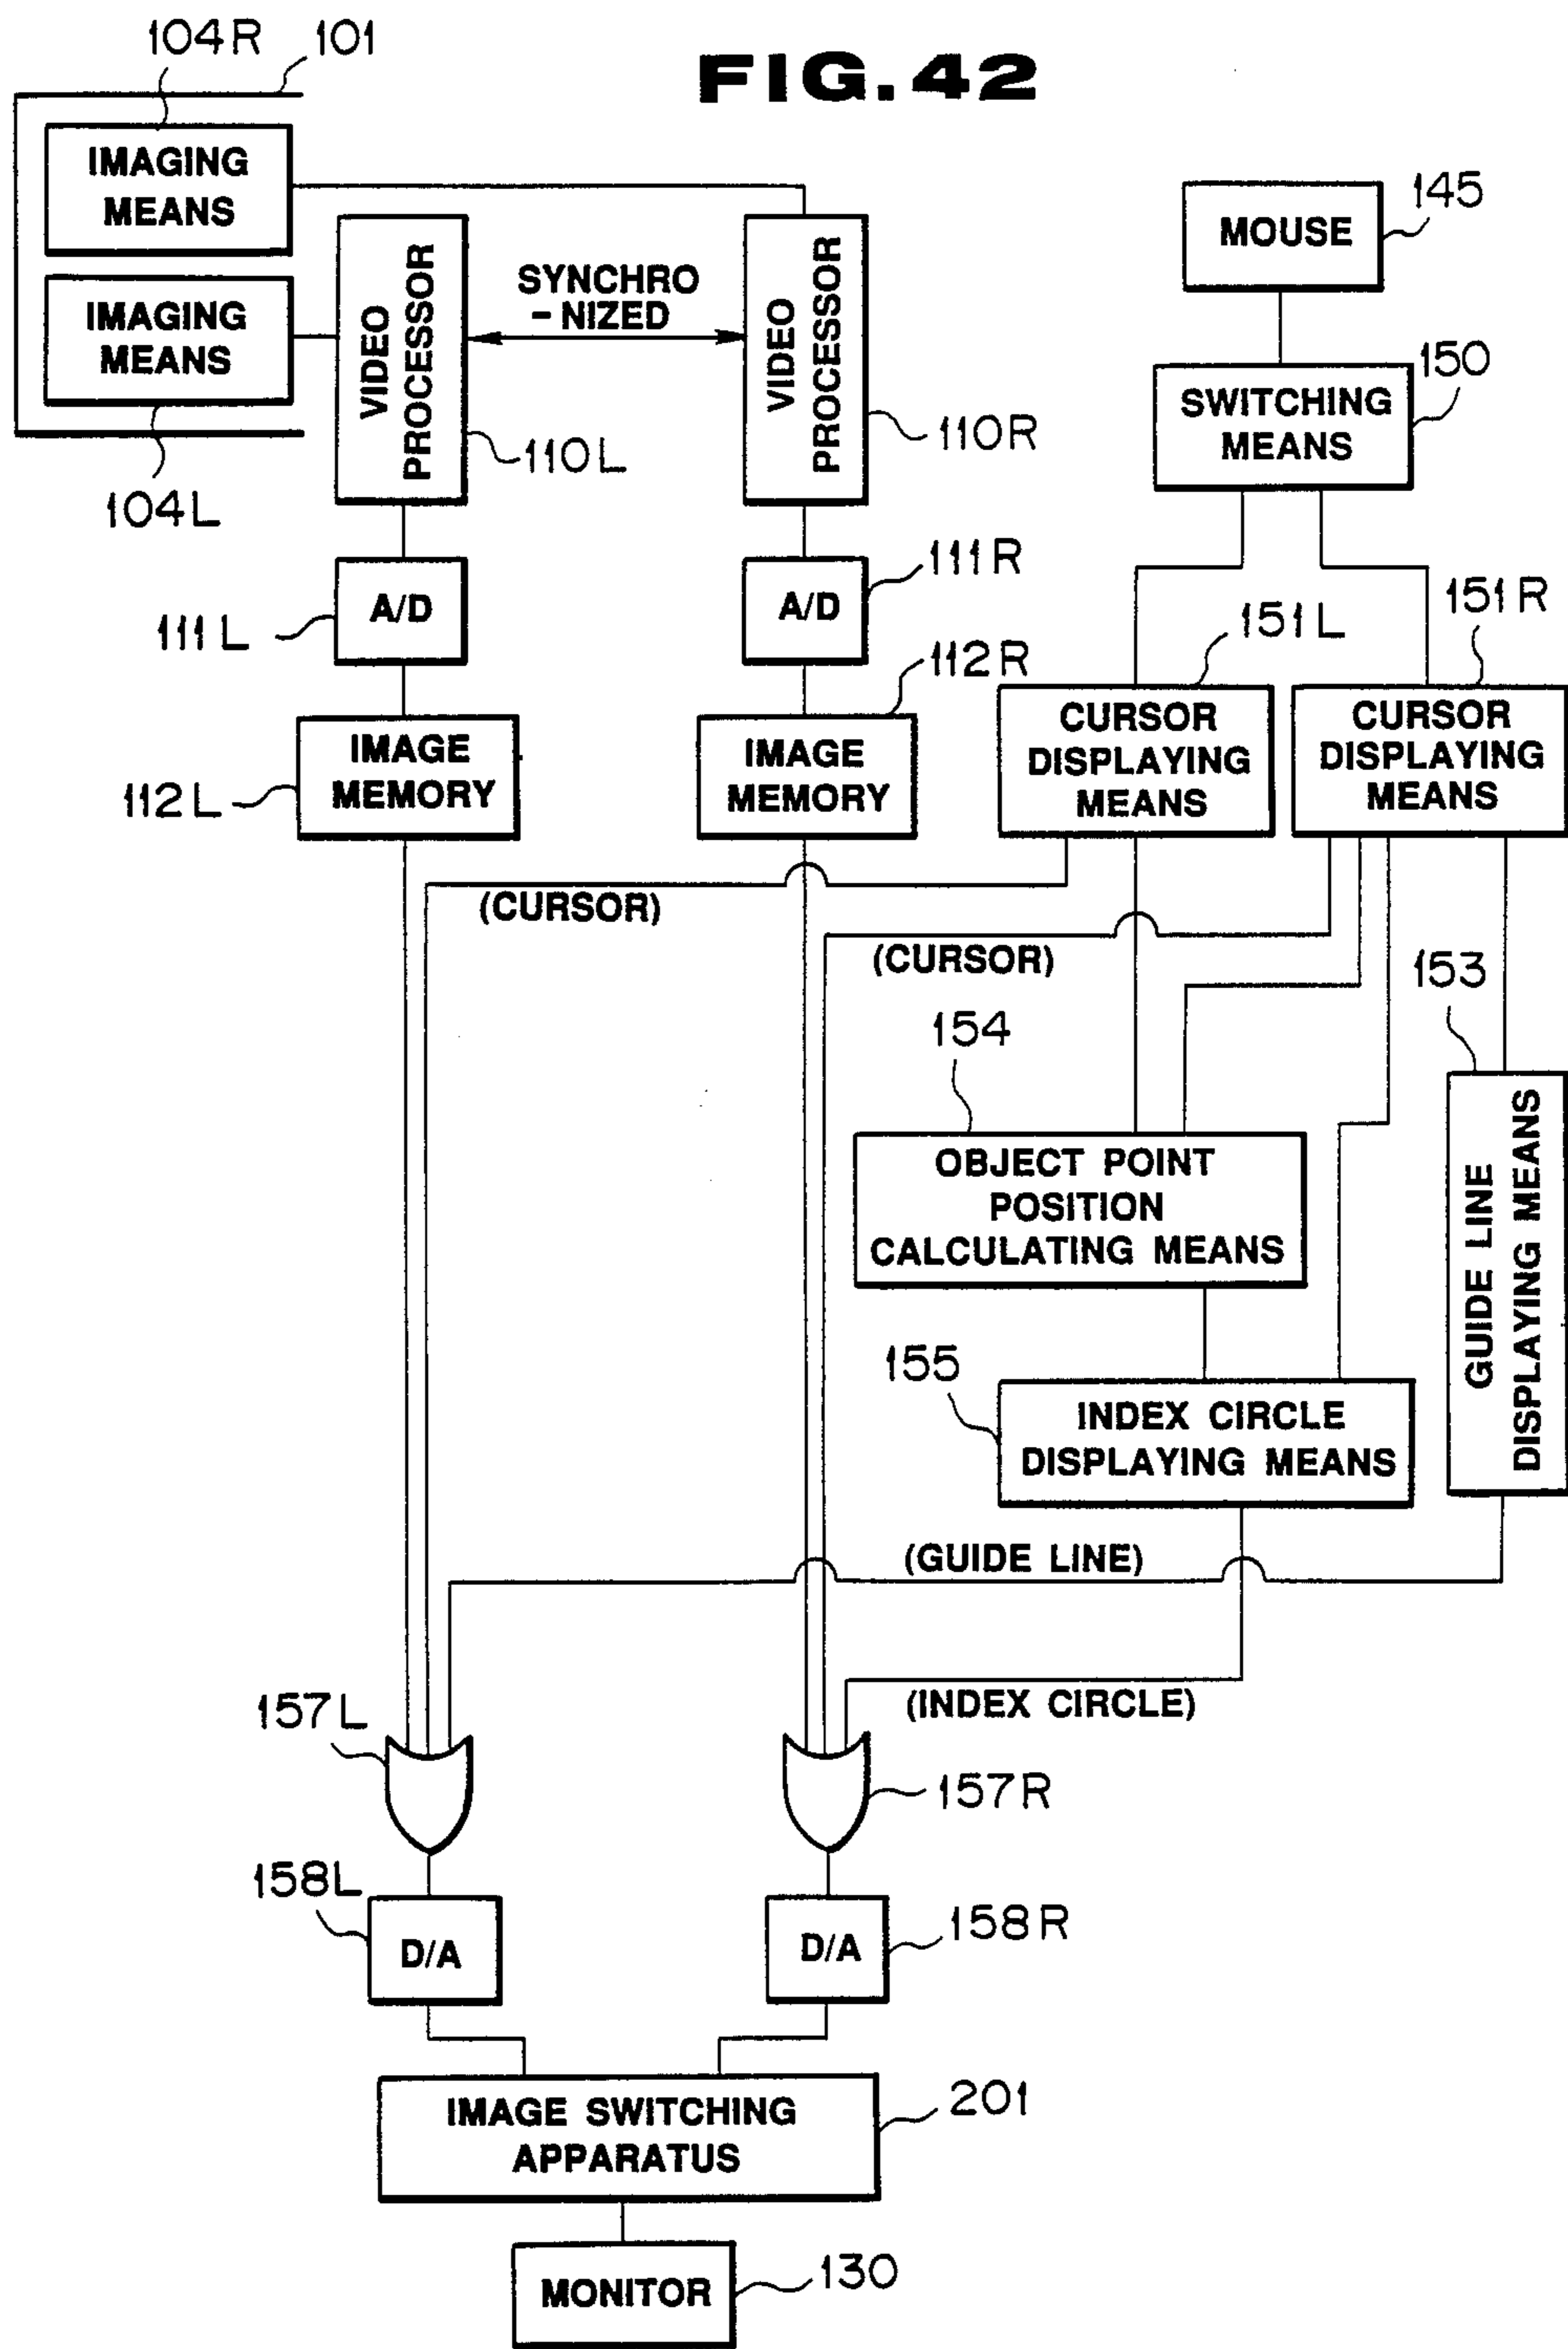 FIG.42
104R
101
IMAGING
MEANS
IMAGING
MEANS
104L
VIDEO
PROCESSOR
110L
SYNCHRO
-NIZED
VIDEO
PROCESSOR
110R
MOUSE
145
SWITCHING
MEANS
150
A/D
111L
A/D
111R
IMAGE
MEMORY
112L
IMAGE
MEMORY
112R
CURSOR
DISPLAYING
MEANS
151L
CURSOR
DISPLAYING
MEANS
151R
(CURSOR)
(CURSOR)
153
GUIDE LINE
DISPLAYING MEANS
154
OBJECT POINT
POSITION
CALCULATING MEANS
155
INDEX CIRCLE
DISPLAYING MEANS
(GUIDE LINE)
(INDEX CIRCLE)
157L
157R
158L
D/A
D/A
158R
IMAGE SWITCHING
APPARATUS
201
MONITOR
130